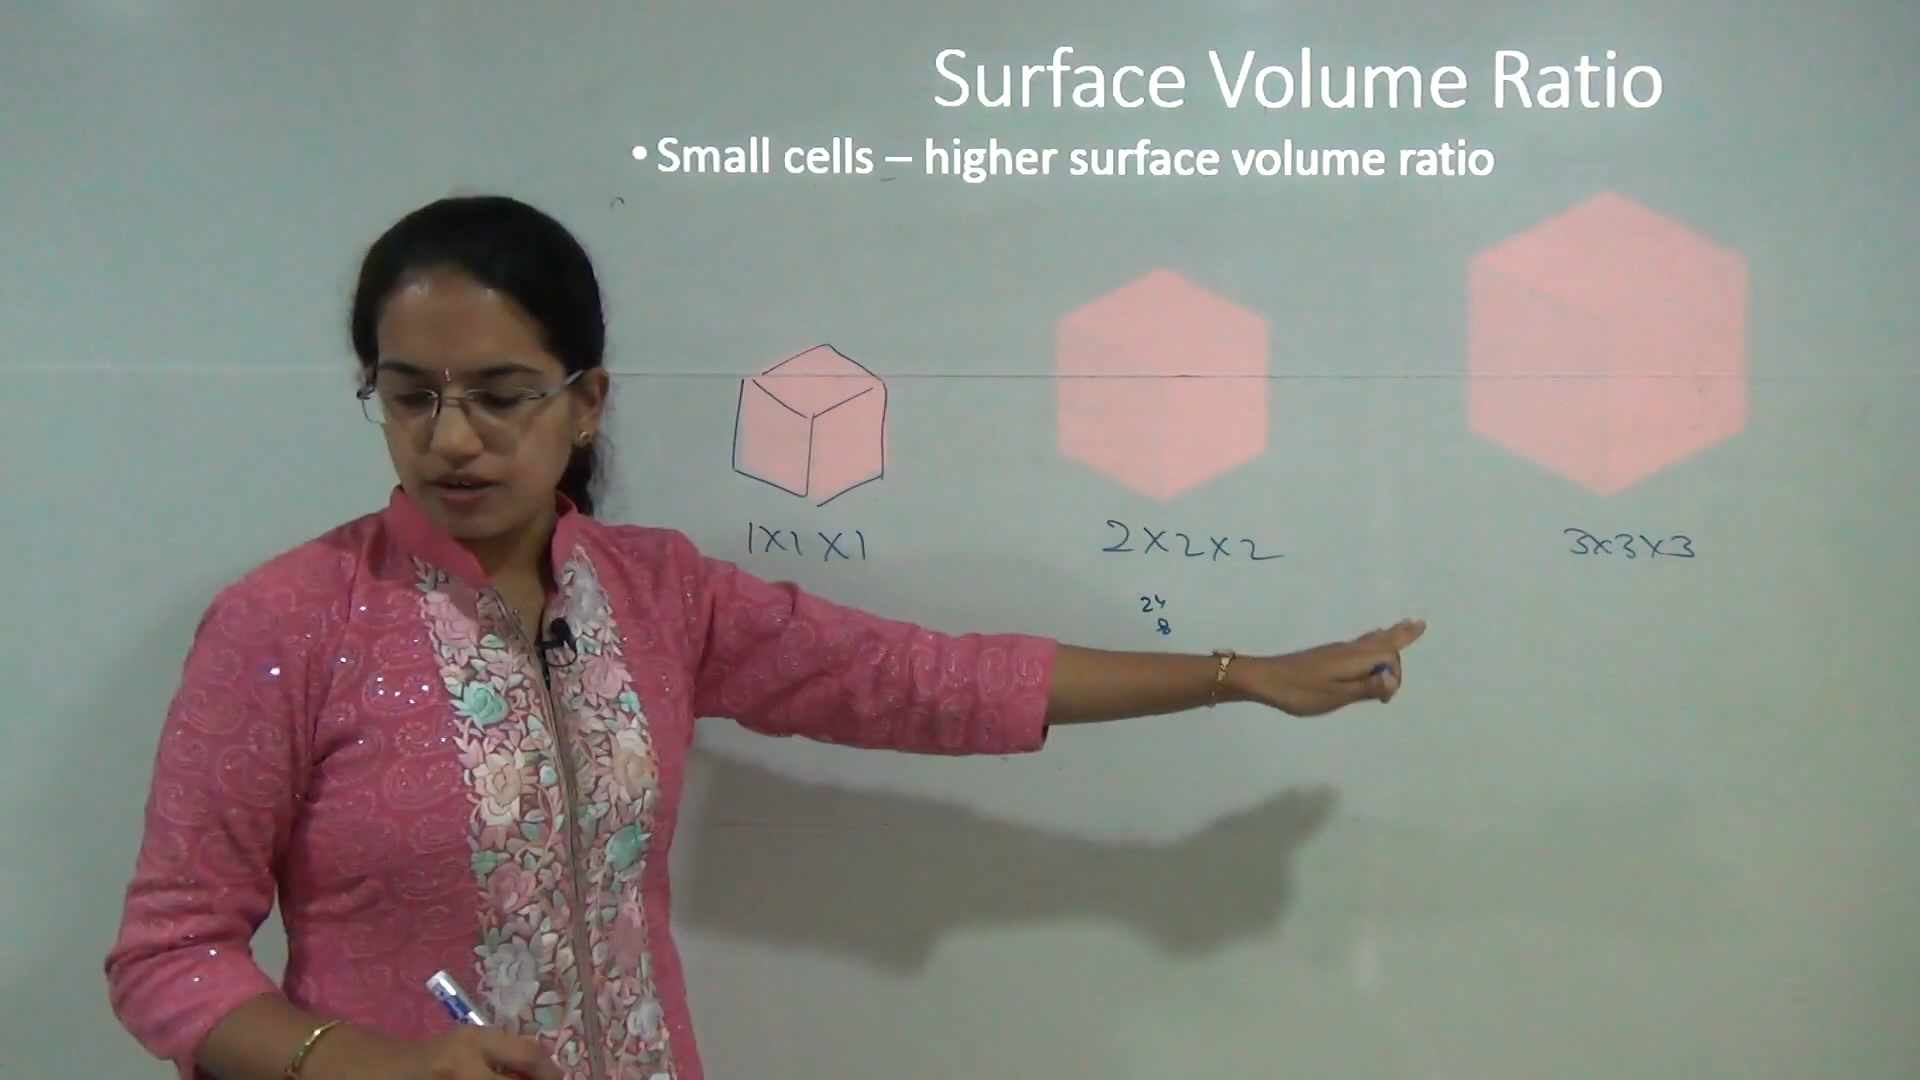 Surface Volume Ratio
• Small cells – higher surface volume ratio
1X1X1
2X2X2
3x3x3
24
8